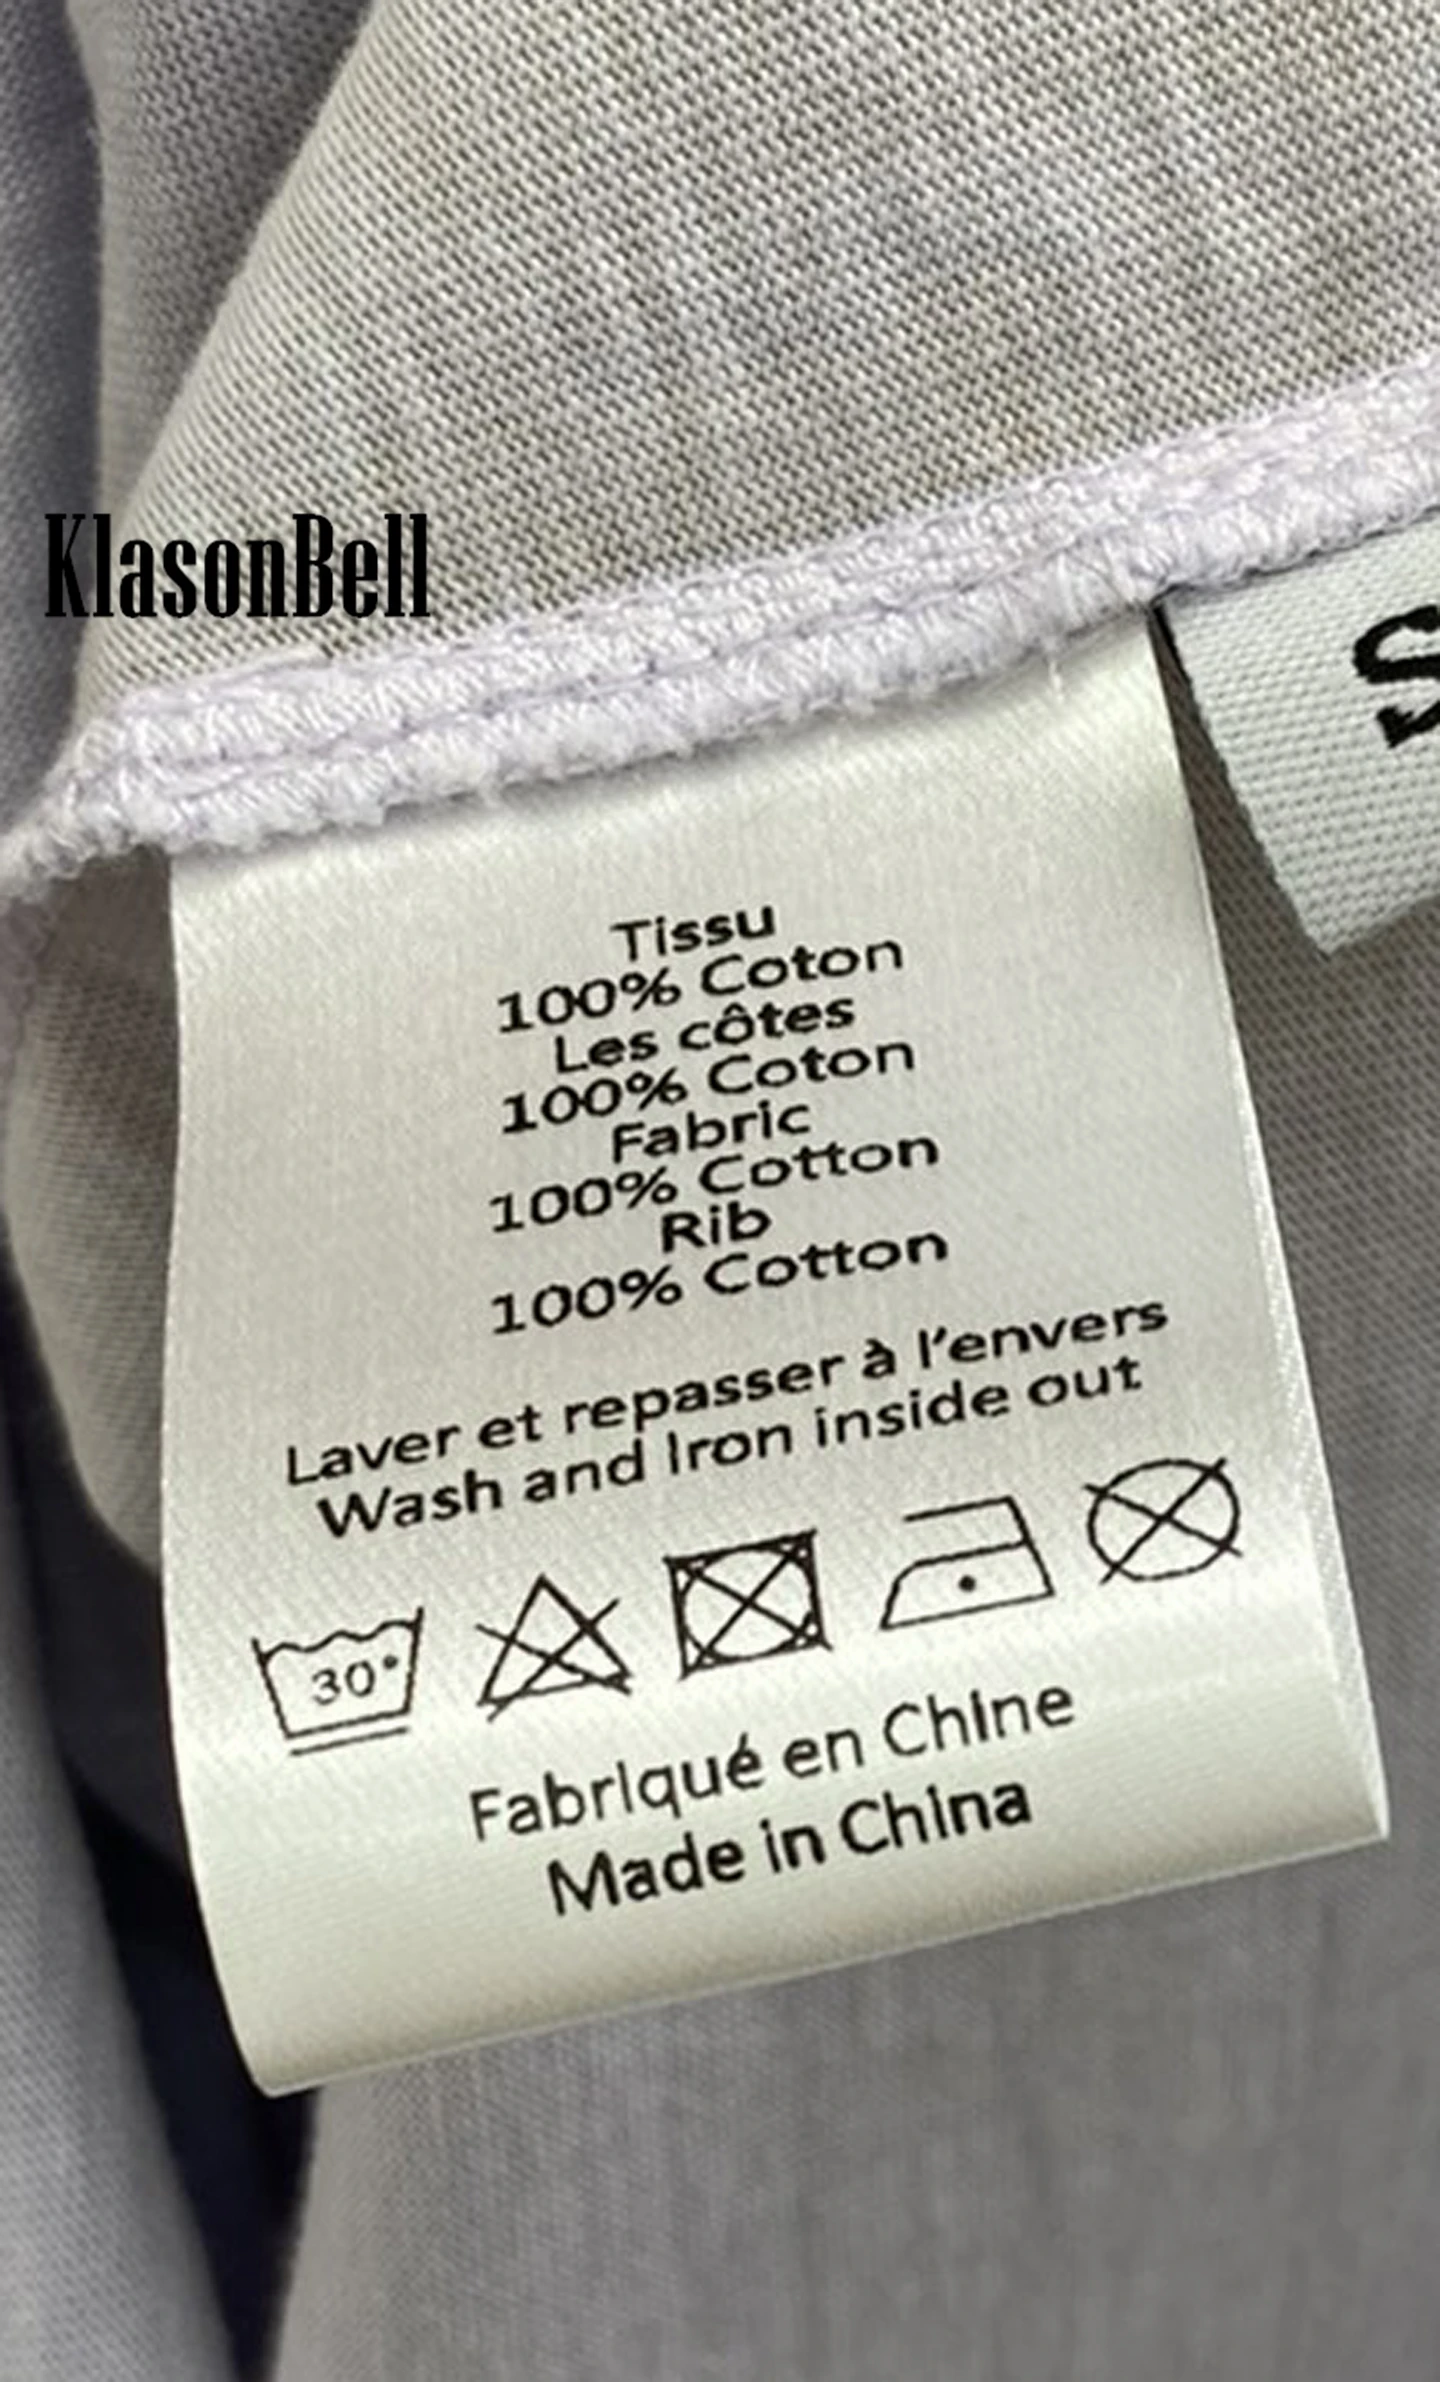 KlasonBell
S
Tissu
100% Coton
Les côtes
100% Coton
Fabric
100% Cotton
Rib
100% Cotton
Laver et repasser à l'envers
Wash and Iron inside out
30°
Fabriqué en Chine
Made in China